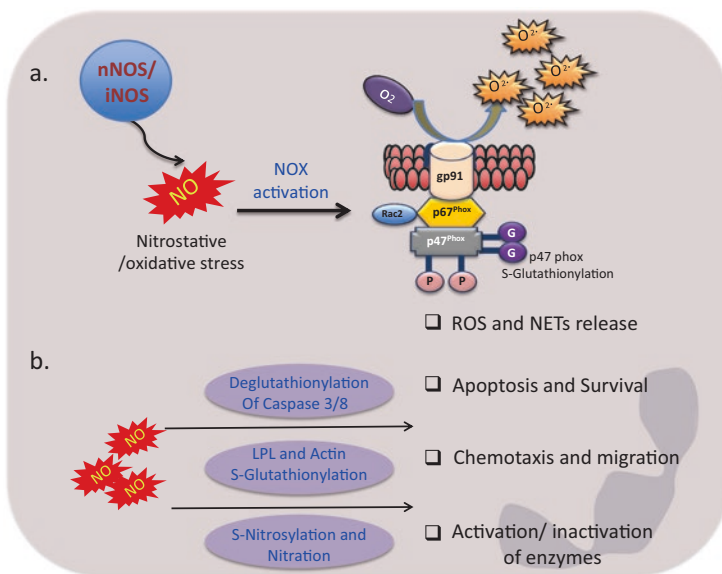 a.
nNOS/
iNOS
NO
Nitrostative
/oxidative stress
NOX
activation
O2
O²•
O²•
O²•
O²•
gp91
Rac2
p67Phox
p47Phox
G
G
p47 phox
S-Glutathionylation
P
P
❑ ROS and NETs release
b.
Deglutathionylation
Of Caspase 3/8
❑ Apoptosis and Survival
NO
NO
NO
LPL and Actin
S-Glutathionylation
❑ Chemotaxis and migration
S-Nitrosylation and
Nitration
❑ Activation/ inactivation
of enzymes